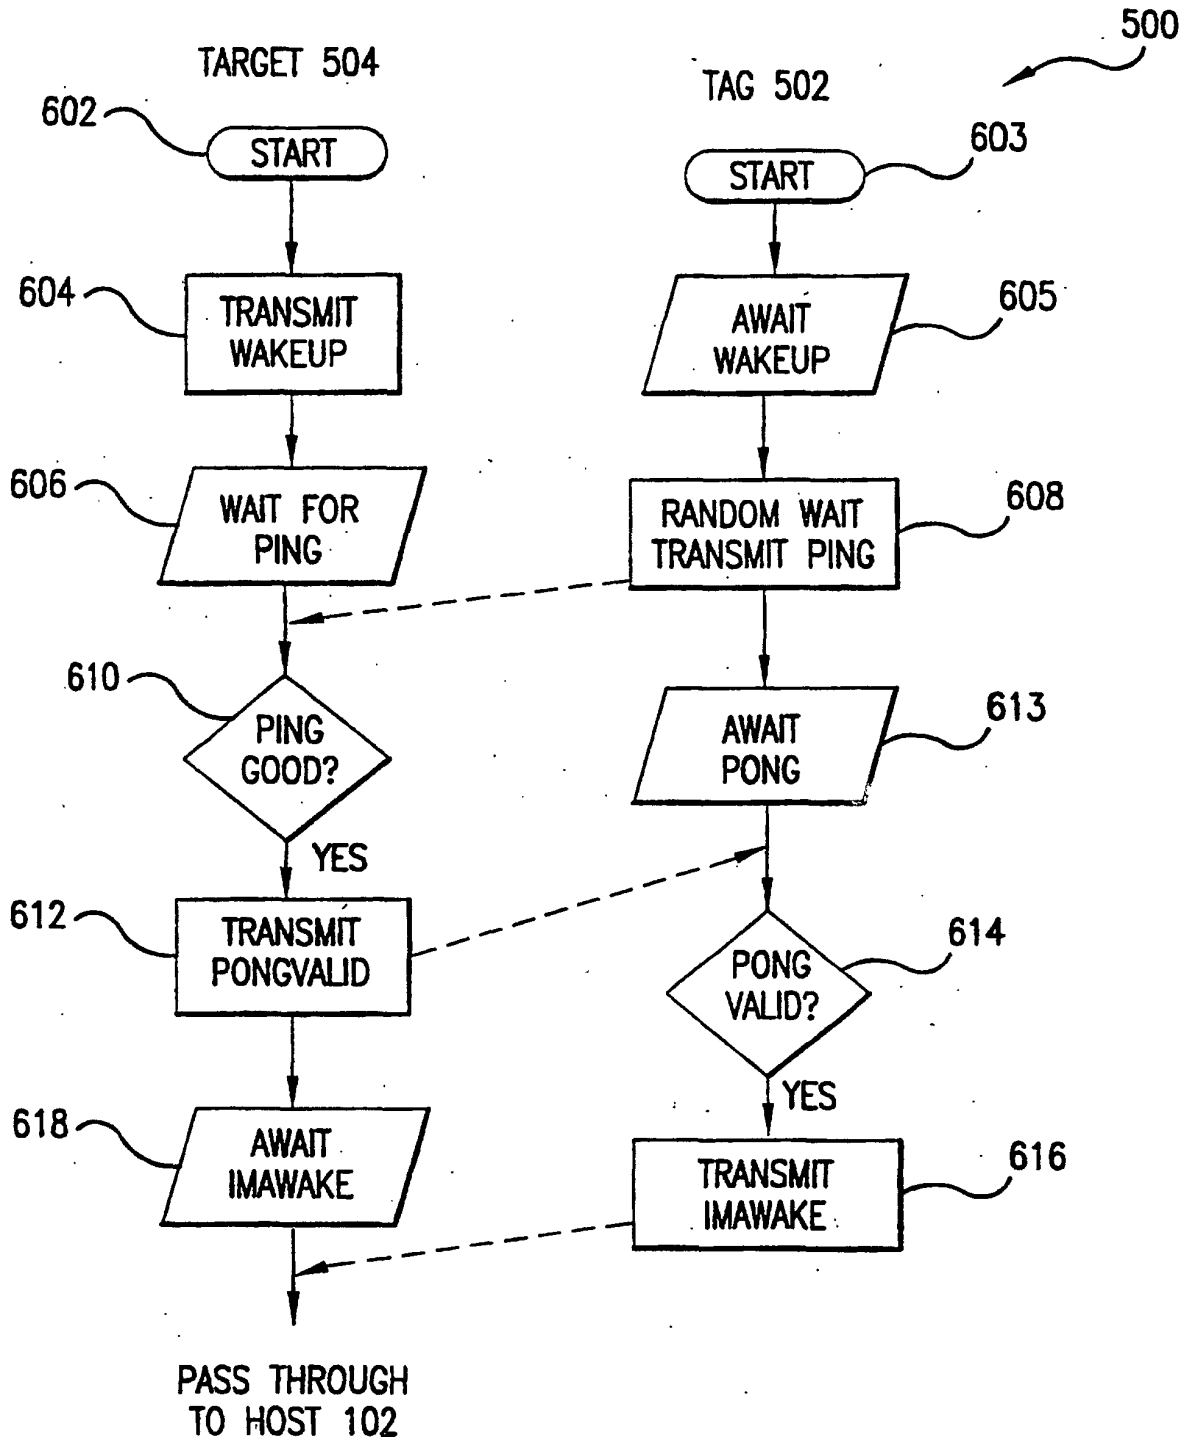 500
TARGET 504
TAG 502
602
START
603
START
604
TRANSMIT
WAKEUP
605
AWAIT
WAKEUP
606
WAIT FOR
PING
608
RANDOM WAIT
TRANSMIT PING
610
PING
GOOD?
YES
613
AWAIT
PONG
612
TRANSMIT
PONGVALID
614
PONG
VALID?
YES
618
AWAIT
IMAWAKE
616
TRANSMIT
IMAWAKE
PASS THROUGH
TO HOST 102